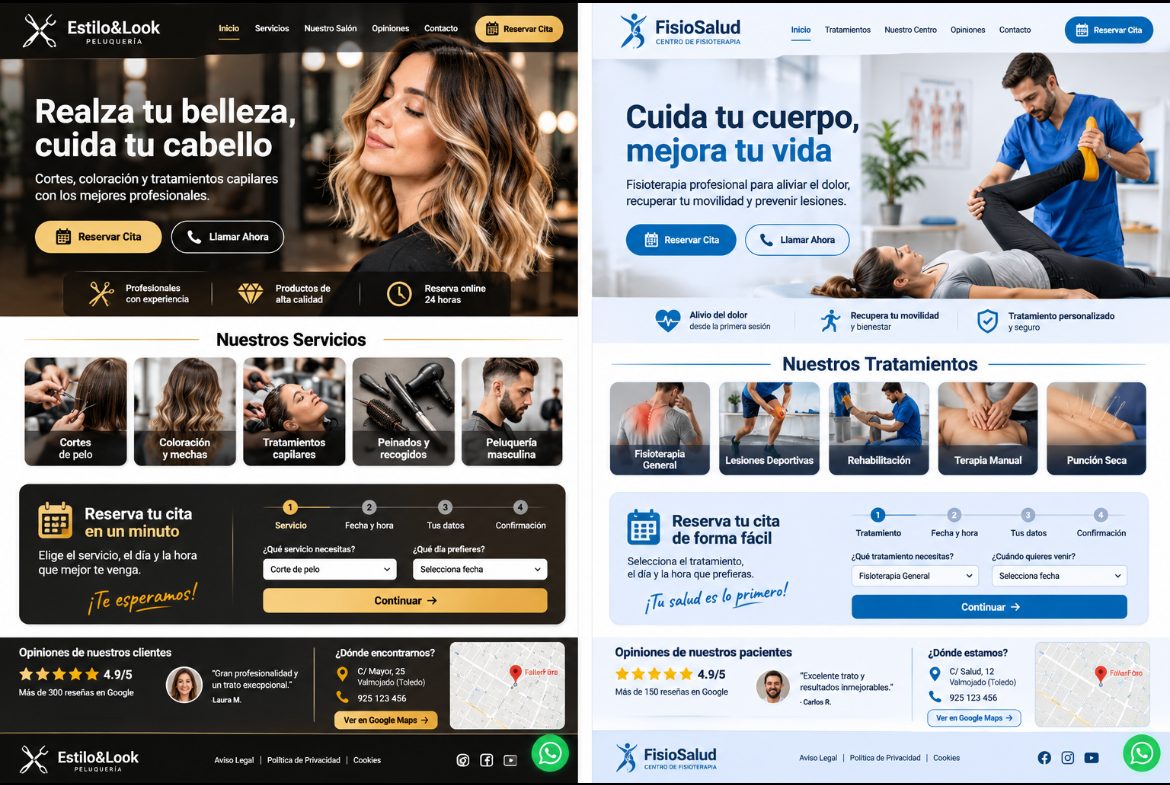 Estilo&Look
PELUQUERÍA
Inicio
Servicios
Nuestro Salón
Opiniones
Contacto
Reservar Cita
Realza tu belleza,
cuida tu cabello
Cortes, coloración y tratamientos capilares
con los mejores profesionales.
Reservar Cita
Llamar Ahora
Profesionales
con experiencia
Productos de
alta calidad
Reserva online
24 horas
Nuestros Servicios
Cortes
de pelo
Coloración
y mechas
Tratamientos
capilares
Peinados y
recogidos
Peluquería
masculina
Reserva tu cita
en un minuto
Elige el servicio, el día y la hora
que mejor te venga.
¡Te esperamos!
1
2
3
4
Servicio
Fecha y hora
Tus datos
Confirmación
¿Qué servicio necesitas?
¿Qué día prefieres?
Corte de pelo
Selecciona fecha
Continuar →
Opiniones de nuestros clientes
4.9/5
Más de 300 reseñas en Google
"Gran profesionalidad y
un trato execpcional."
Laura M.
¿Dónde encontrarnos?
C/ Mayor, 25
Valmojado (Toledo)
925 123 456
Ver en Google Maps →
FallerFâro
Estilo&Look
PELUQUERÍA
Aviso Legal | Política de Privacidad | Cookies
FisioSalud
CENTRO DE FISIOTERAPIA
Inicio
Tratamientos
Nuestro Centro
Opiniones
Contacto
Reservar Cita
Cuida tu cuerpo,
mejora tu vida
Fisioterapia profesional para aliviar el dolor,
recuperar tu movilidad y prevenir lesiones.
Reservar Cita
Llamar Ahora
Alivio del dolor
desde la primera sesión
Recupera tu movilidad
y bienestar
Tratamiento personalizado
y seguro
Nuestros Tratamientos
Fisioterapia
General
Lesiones Deportivas
Rehabilitación
Terapia Manual
Punción Seca
Reserva tu cita
de forma fácil
Selecciona el tratamiento,
el día y la hora que prefieras.
¡Tu salud es lo primero!
1
2
3
4
Tratamiento
Fecha y hora
Tus datos
Confirmación
¿Qué tratamiento necesitas?
¿Cuándo quieres venir?
Fisioterapia General
Selecciona fecha
Continuar →
Opiniones de nuestros pacientes
4.9/5
Más de 150 reseñas en Google
"Excelente trato y
resultados inmejorables."
- Carlos R.
¿Dónde estamos?
C/ Salud, 12
Valmojado (Toledo)
925 123 456
Ver en Google Maps →
FallerFâro
FisioSalud
CENTRO DE FISIOTERAPIA
Aviso Legal | Política de Privacidad | Cookies